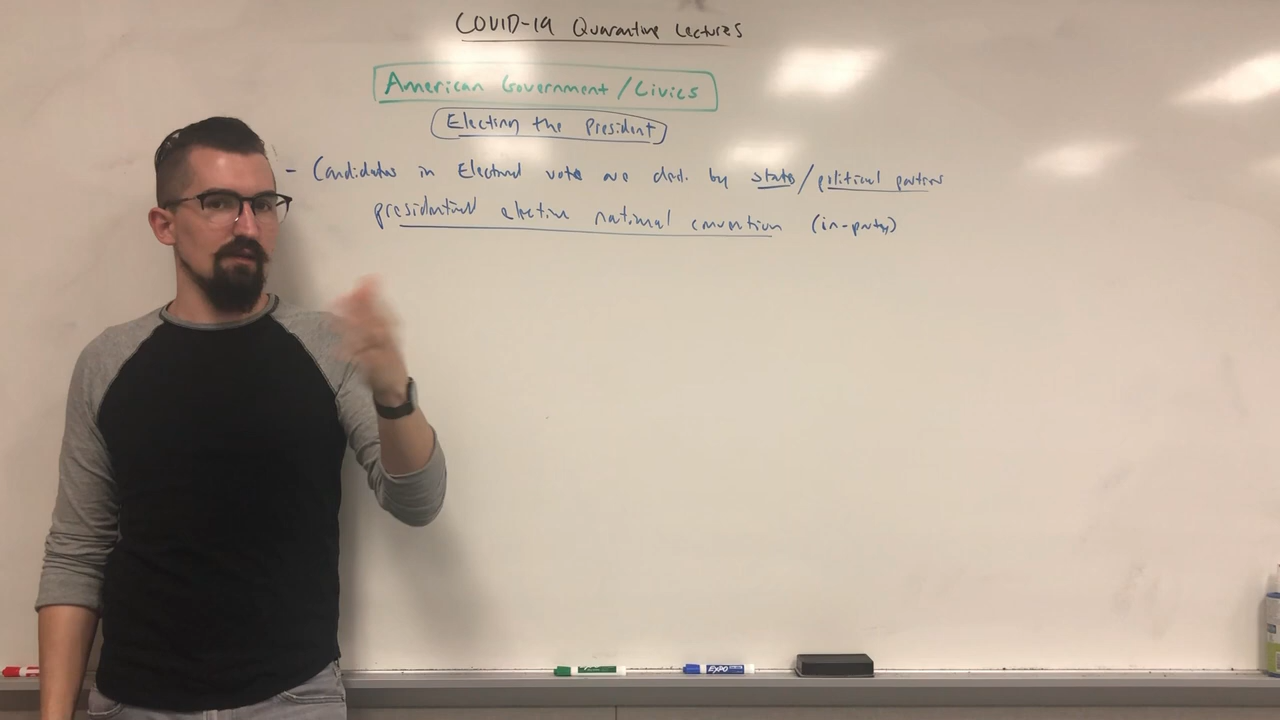 COVID-19 Quarantine Lectures
American Government/Civics
Electing the President
- Candidates in Electoral vote are ded. by state/political parties
presidential election national convention (in-party)
EXPO